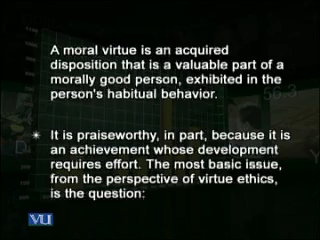 A moral virtue is an acquired
disposition that is a valuable part of a
morally good person, exhibited in the
person's habitual behavior.
It is praiseworthy, in part, because it is
an achievement whose development
requires effort. The most basic issue,
from the perspective of virtue ethics,
is the question:
VU